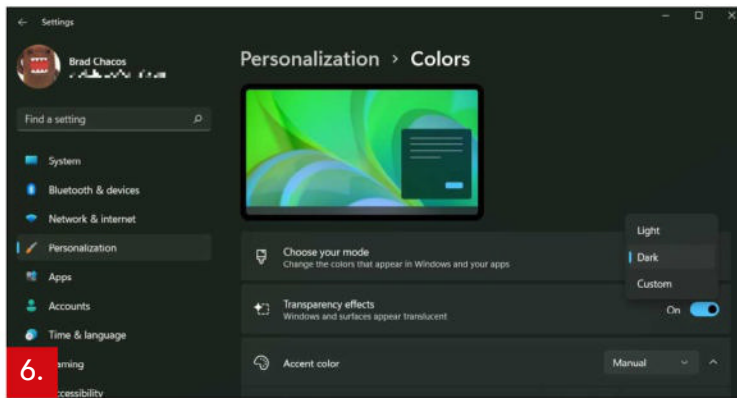 Settings
Brad Chacos
Personalization > Colors
Find a setting
System
Bluetooth & devices
Network & internet
Personalization
Apps
Accounts
Time & language
aming
ccessibility
6.
Choose your mode
Change the colors that appear in Windows and your apps
Light
Dark
Custom
Transparency effects
Windows and surfaces appear translucent
On
Accent color
Manual